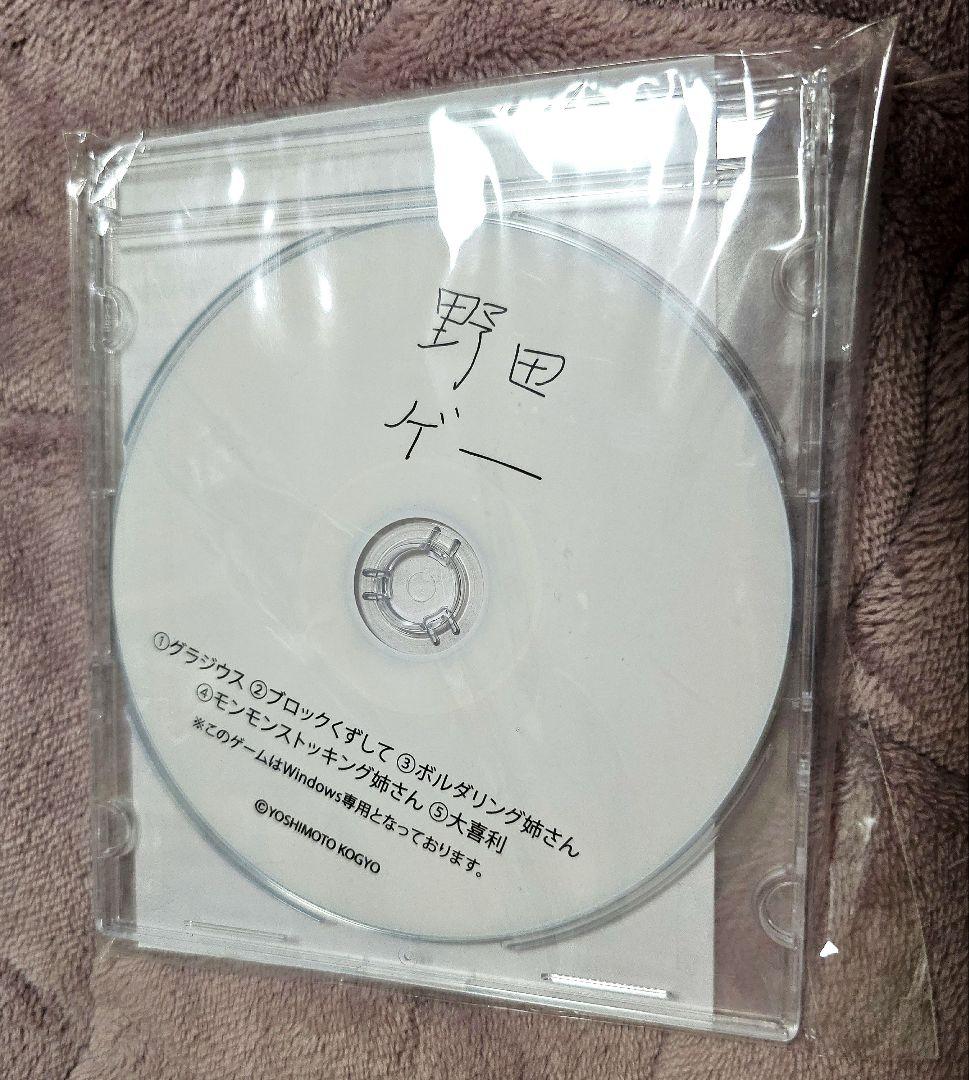 野田
ゲー
①グラジウス ②ブロックくずして ③ボルダリング姉さん
④モンモンストッキング姉さん ⑤大喜利
※このゲームはWindows専用となっております。
©YOSHIMOTO KOGYO